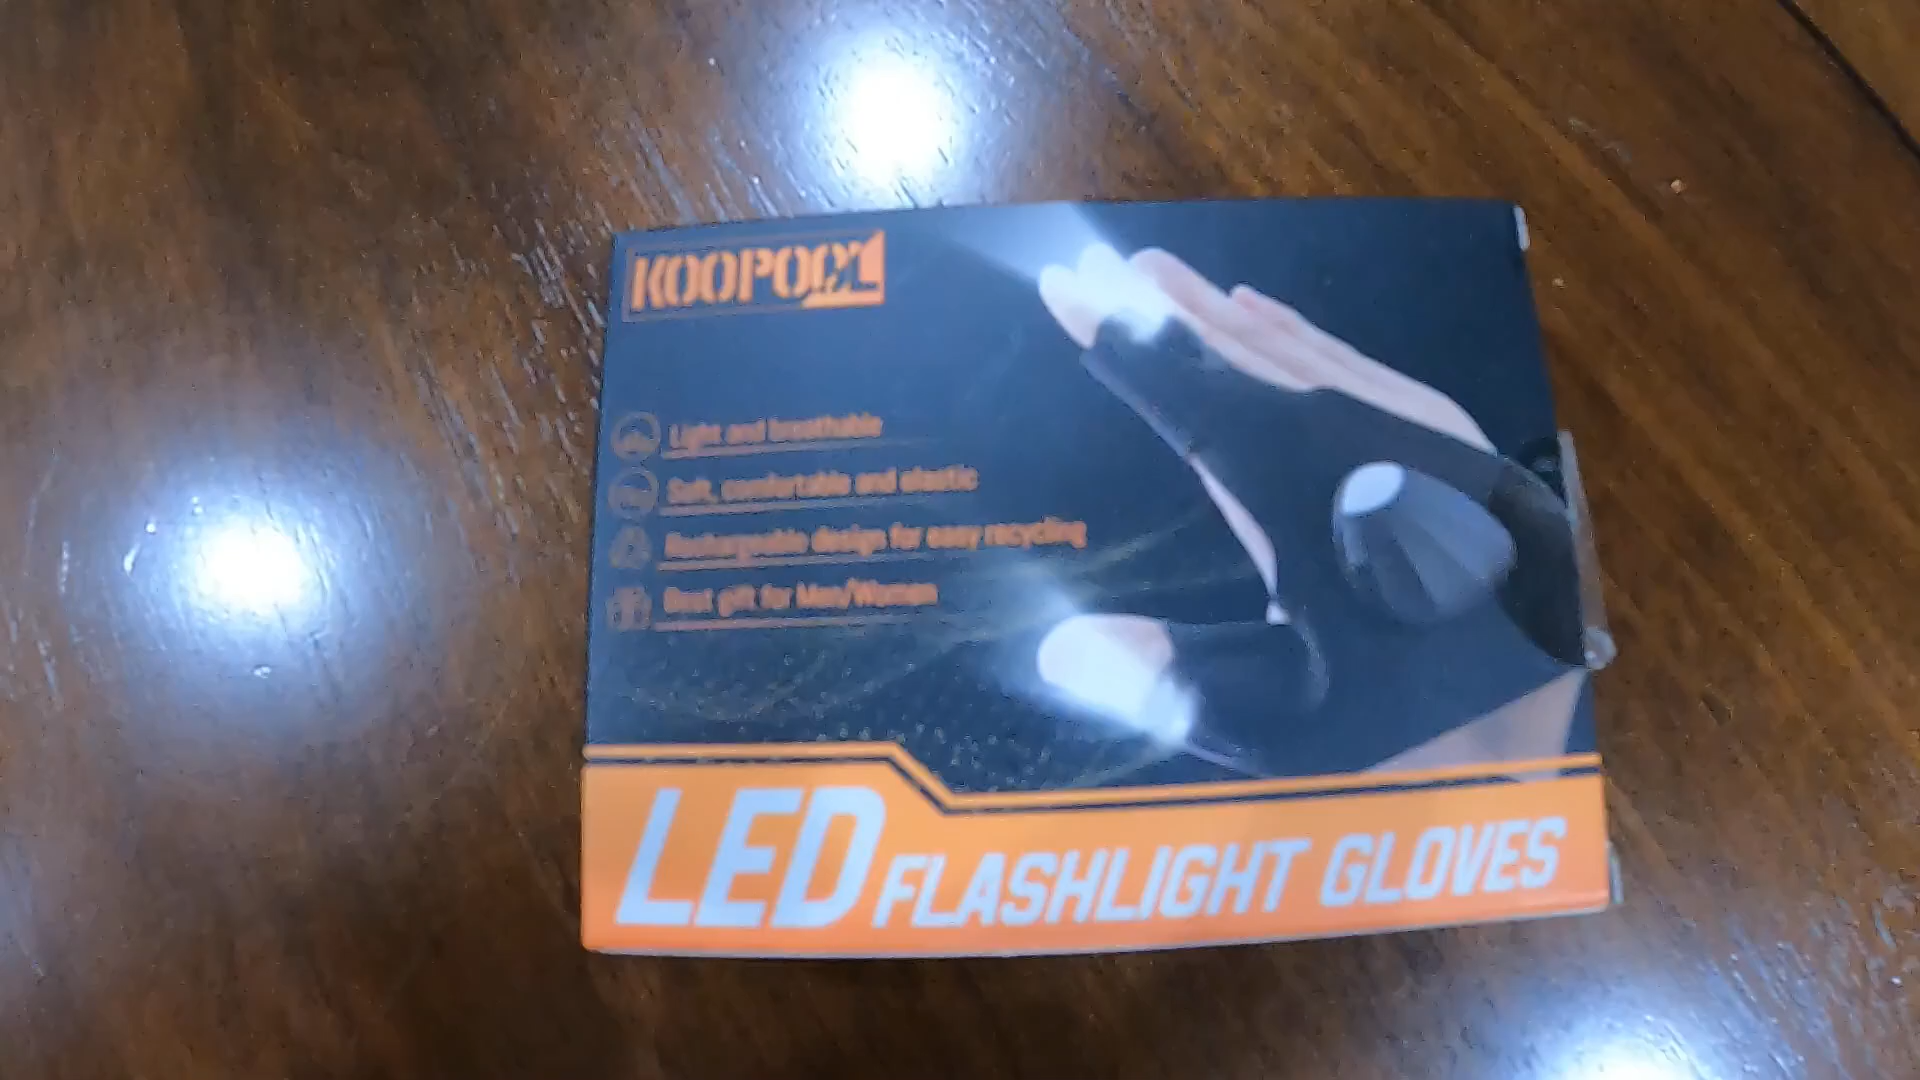 KOOPOOL
Light and breathable
Soft, comfortable and elastic
Rechargeable design for easy recycling
Best gift for Men/Women
LED FLASHLIGHT GLOVES